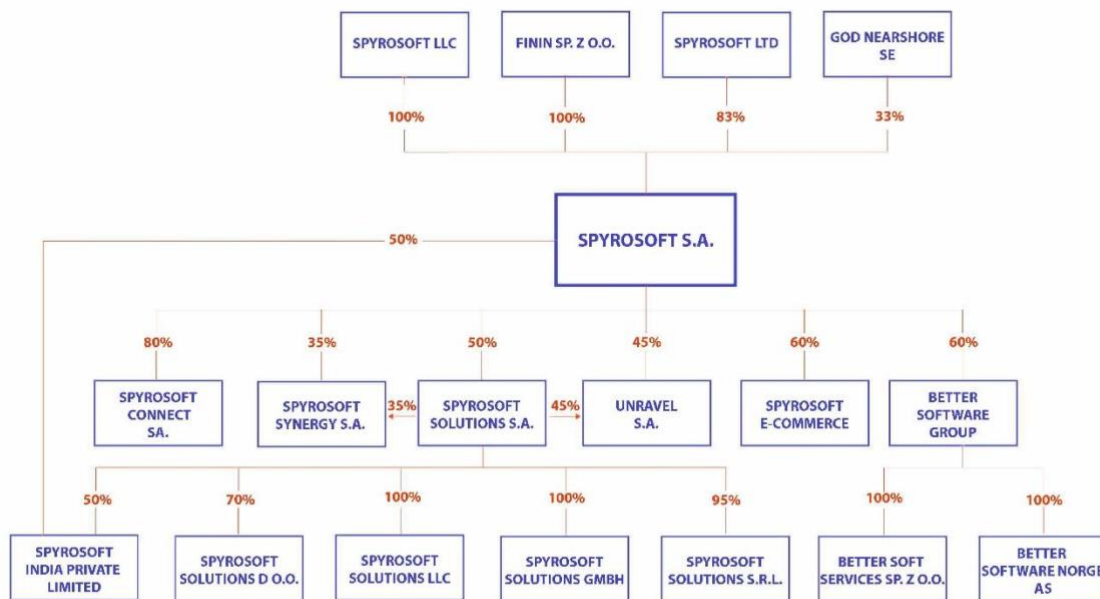 SPYROSOFT LLC
FININ SP. Z O.O.
SPYROSOFT LTD
GOD NEARSHORE
SE
100%
100%
83%
33%
SPYROSOFT S.A.
50%
80%
35%
50%
45%
60%
60%
SPYROSOFT
CONNECT
SA.
SPYROSOFT
SYNERGY S.A.
35%
SPYROSOFT
SOLUTIONS S.A.
45%
UNRAVEL
S.A.
SPYROSOFT
E-COMMERCE
BETTER
SOFTWARE
GROUP
50%
70%
100%
100%
95%
100%
100%
SPYROSOFT
INDIA PRIVATE
LIMITED
SPYROSOFT
SOLUTIONS D O.O.
SPYROSOFT
SOLUTIONS LLC
SPYROSOFT
SOLUTIONS GMBH
SPYROSOFT
SOLUTIONS S.R.L.
BETTER SOFT
SERVICES SP. Z O.O.
BETTER
SOFTWARE NORGE
AS